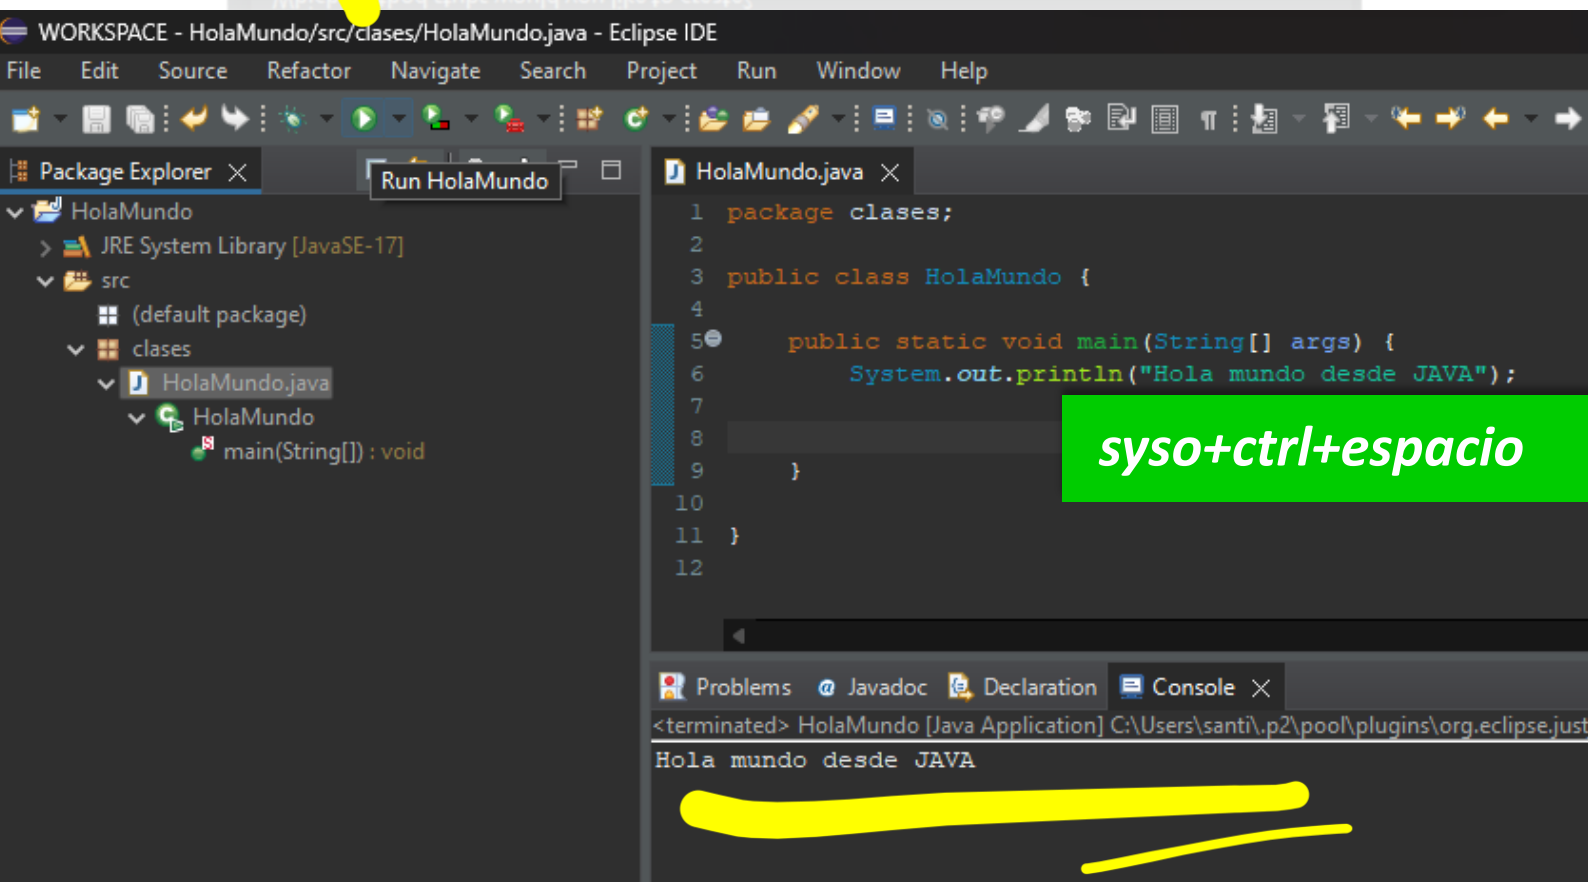 WORKSPACE - HolaMundo/src/clases/HolaMundo.java - Eclipse IDE
File Edit Source Refactor Navigate Search Project Run Window Help
Package Explorer
Run HolaMundo
HolaMundo
JRE System Library [JavaSE-17]
src
(default package)
clases
HolaMundo.java
HolaMundo
main(String[]) : void
HolaMundo.java
1 package clases;
2
3 public class HolaMundo {
4
5 public static void main(String[] args) {
6 System.out.println("Hola mundo desde JAVA");
7
8
9 }
10
11 }
12
syso+ctrl+espacio
Problems Javadoc Declaration Console
<terminated> HolaMundo [Java Application] C:\Users\santi\.p2\pool\plugins\org.eclipse.just
Hola mundo desde JAVA